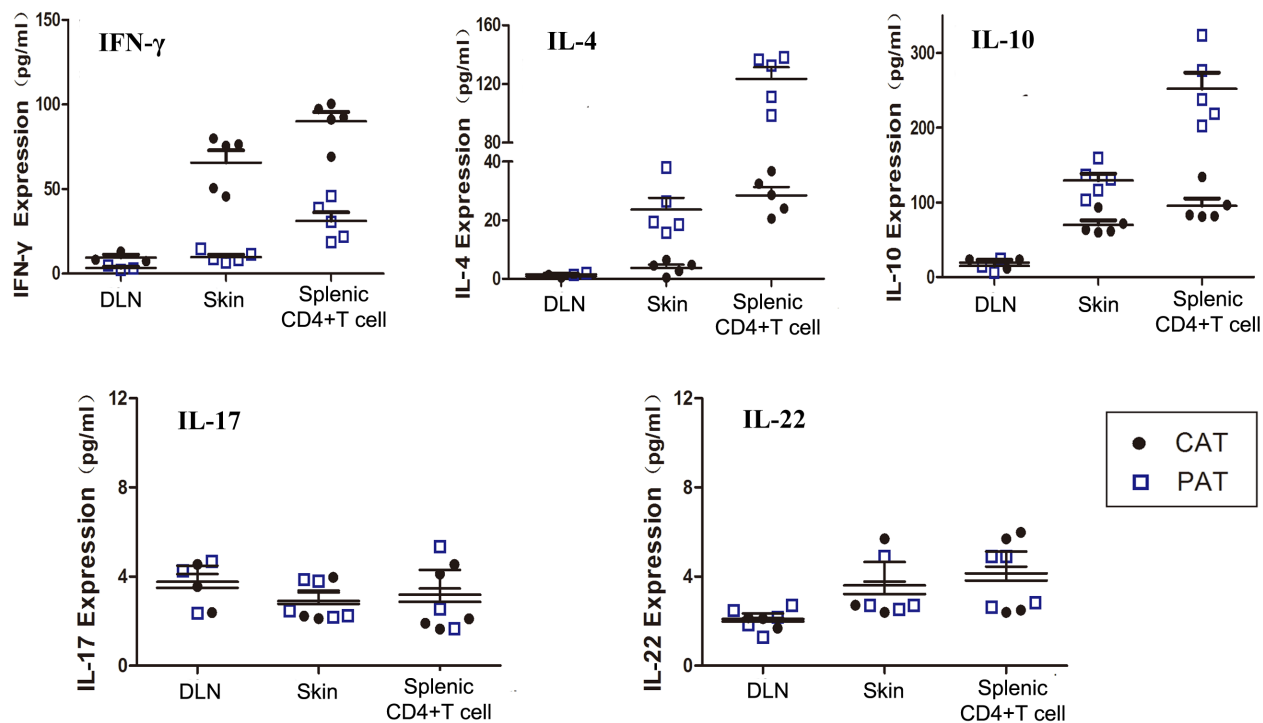 IFN-γ
IFN-γ Expression（pg/ml）
150
100
50
0
DLN
Skin
Splenic
CD4+T cell
IL-4
IL-4 Expression（pg/ml）
160
120
80
40
20
0
DLN
Skin
Splenic
CD4+T cell
IL-10
IL-10 Expression（pg/ml）
300
200
100
0
DLN
Skin
Splenic
CD4+T cell
IL-17
IL-17 Expression（pg/ml）
12
8
4
0
DLN
Skin
Splenic
CD4+T cell
IL-22
IL-22 Expression（pg/ml）
12
8
4
0
DLN
Skin
Splenic
CD4+T cell
CAT
PAT